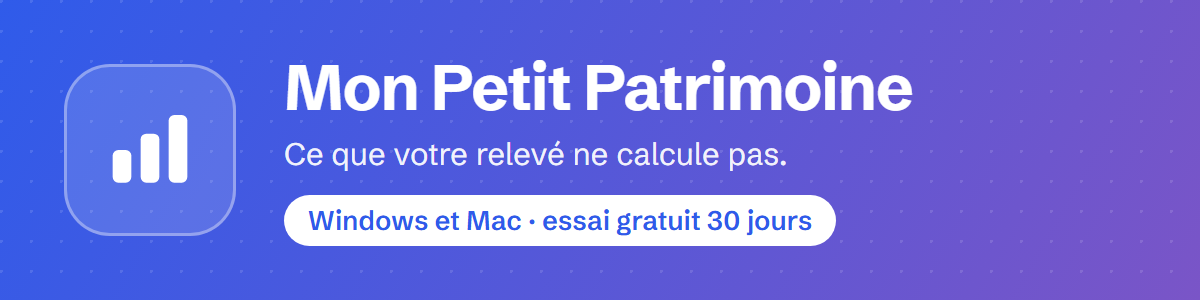 Mon Petit Patrimoine
Ce que votre relevé ne calcule pas.
Windows et Mac · essai gratuit 30 jours